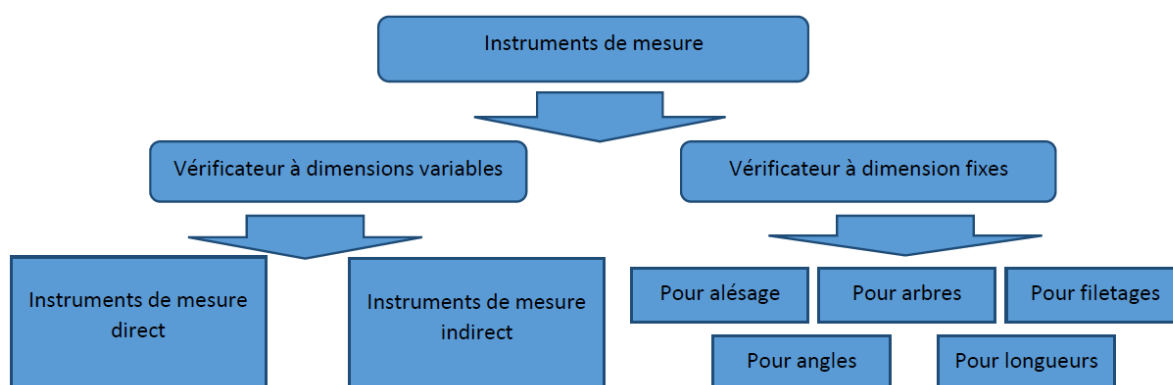 Instruments de mesure
Vérificateur à dimensions variables
Vérificateur à dimension fixes
Instruments de mesure
direct
Instruments de mesure
indirect
Pour alésage
Pour arbres
Pour filetages
Pour angles
Pour longueurs